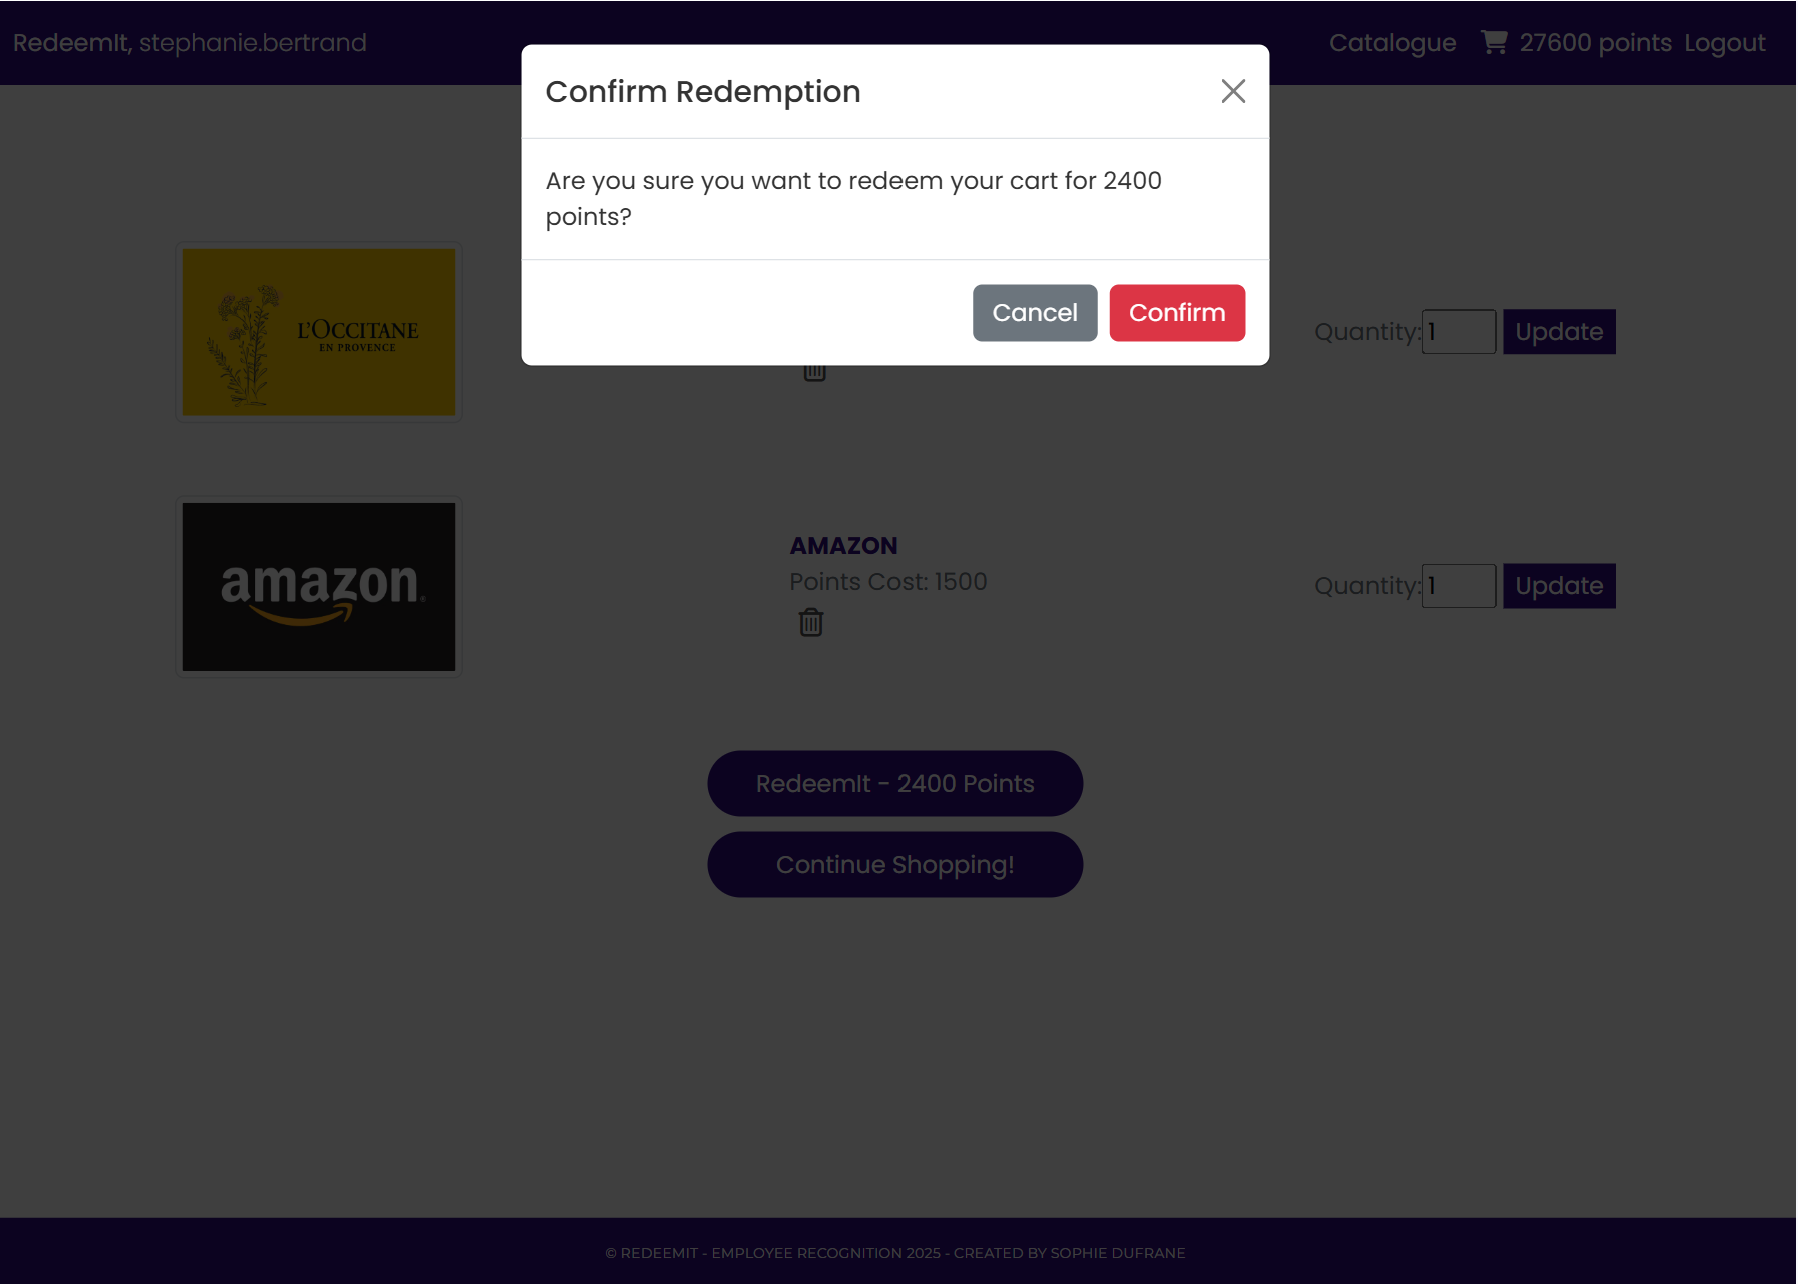 RedeemIt, stephanie.bertrand
Catalogue 27600 points Logout
Confirm Redemption
Are you sure you want to redeem your cart for 2400
points?
Cancel Confirm
L'OCCITANE
EN PROVENCE
Quantity: 1 Update
amazon
AMAZON
Points Cost: 1500
Quantity: 1 Update
RedeemIt - 2400 Points
Continue Shopping!
© REDEEMIT - EMPLOYEE RECOGNITION 2025 - CREATED BY SOPHIE DUFRANE